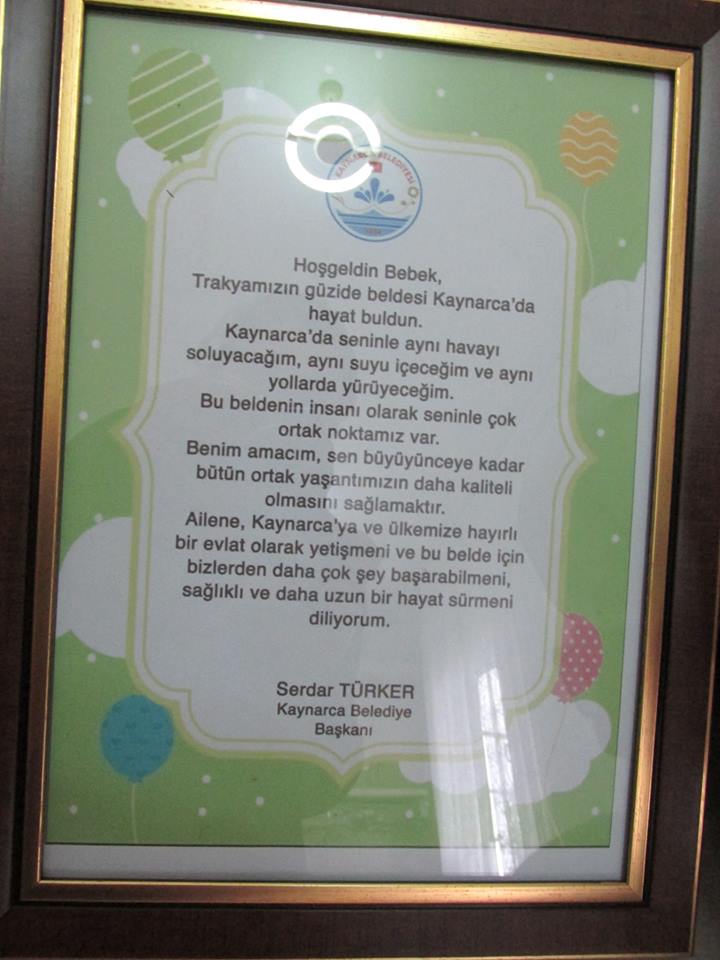 KAYNARCA BELEDİYESİ
Hoşgeldin Bebek,
Trakyamızın güzide beldesi Kaynarca'da
hayat buldun.
Kaynarca'da seninle aynı havayı
soluyacağım, aynı suyu içeceğim ve aynı
yollarda yürüyeceğim.
Bu beldenin insanı olarak seninle çok
ortak noktamız var.
Benim amacım, sen büyüyünceye kadar
bütün ortak yaşantımızın daha kaliteli
olmasını sağlamaktır.
Ailene, Kaynarca'ya ve ülkemize hayırlı
bir evlat olarak yetişmeni ve bu belde için
bizlerden daha çok şey başarabilmeni,
sağlıklı ve daha uzun bir hayat sürmeni
diliyorum.
Serdar TÜRKER
Kaynarca Belediye
Başkanı